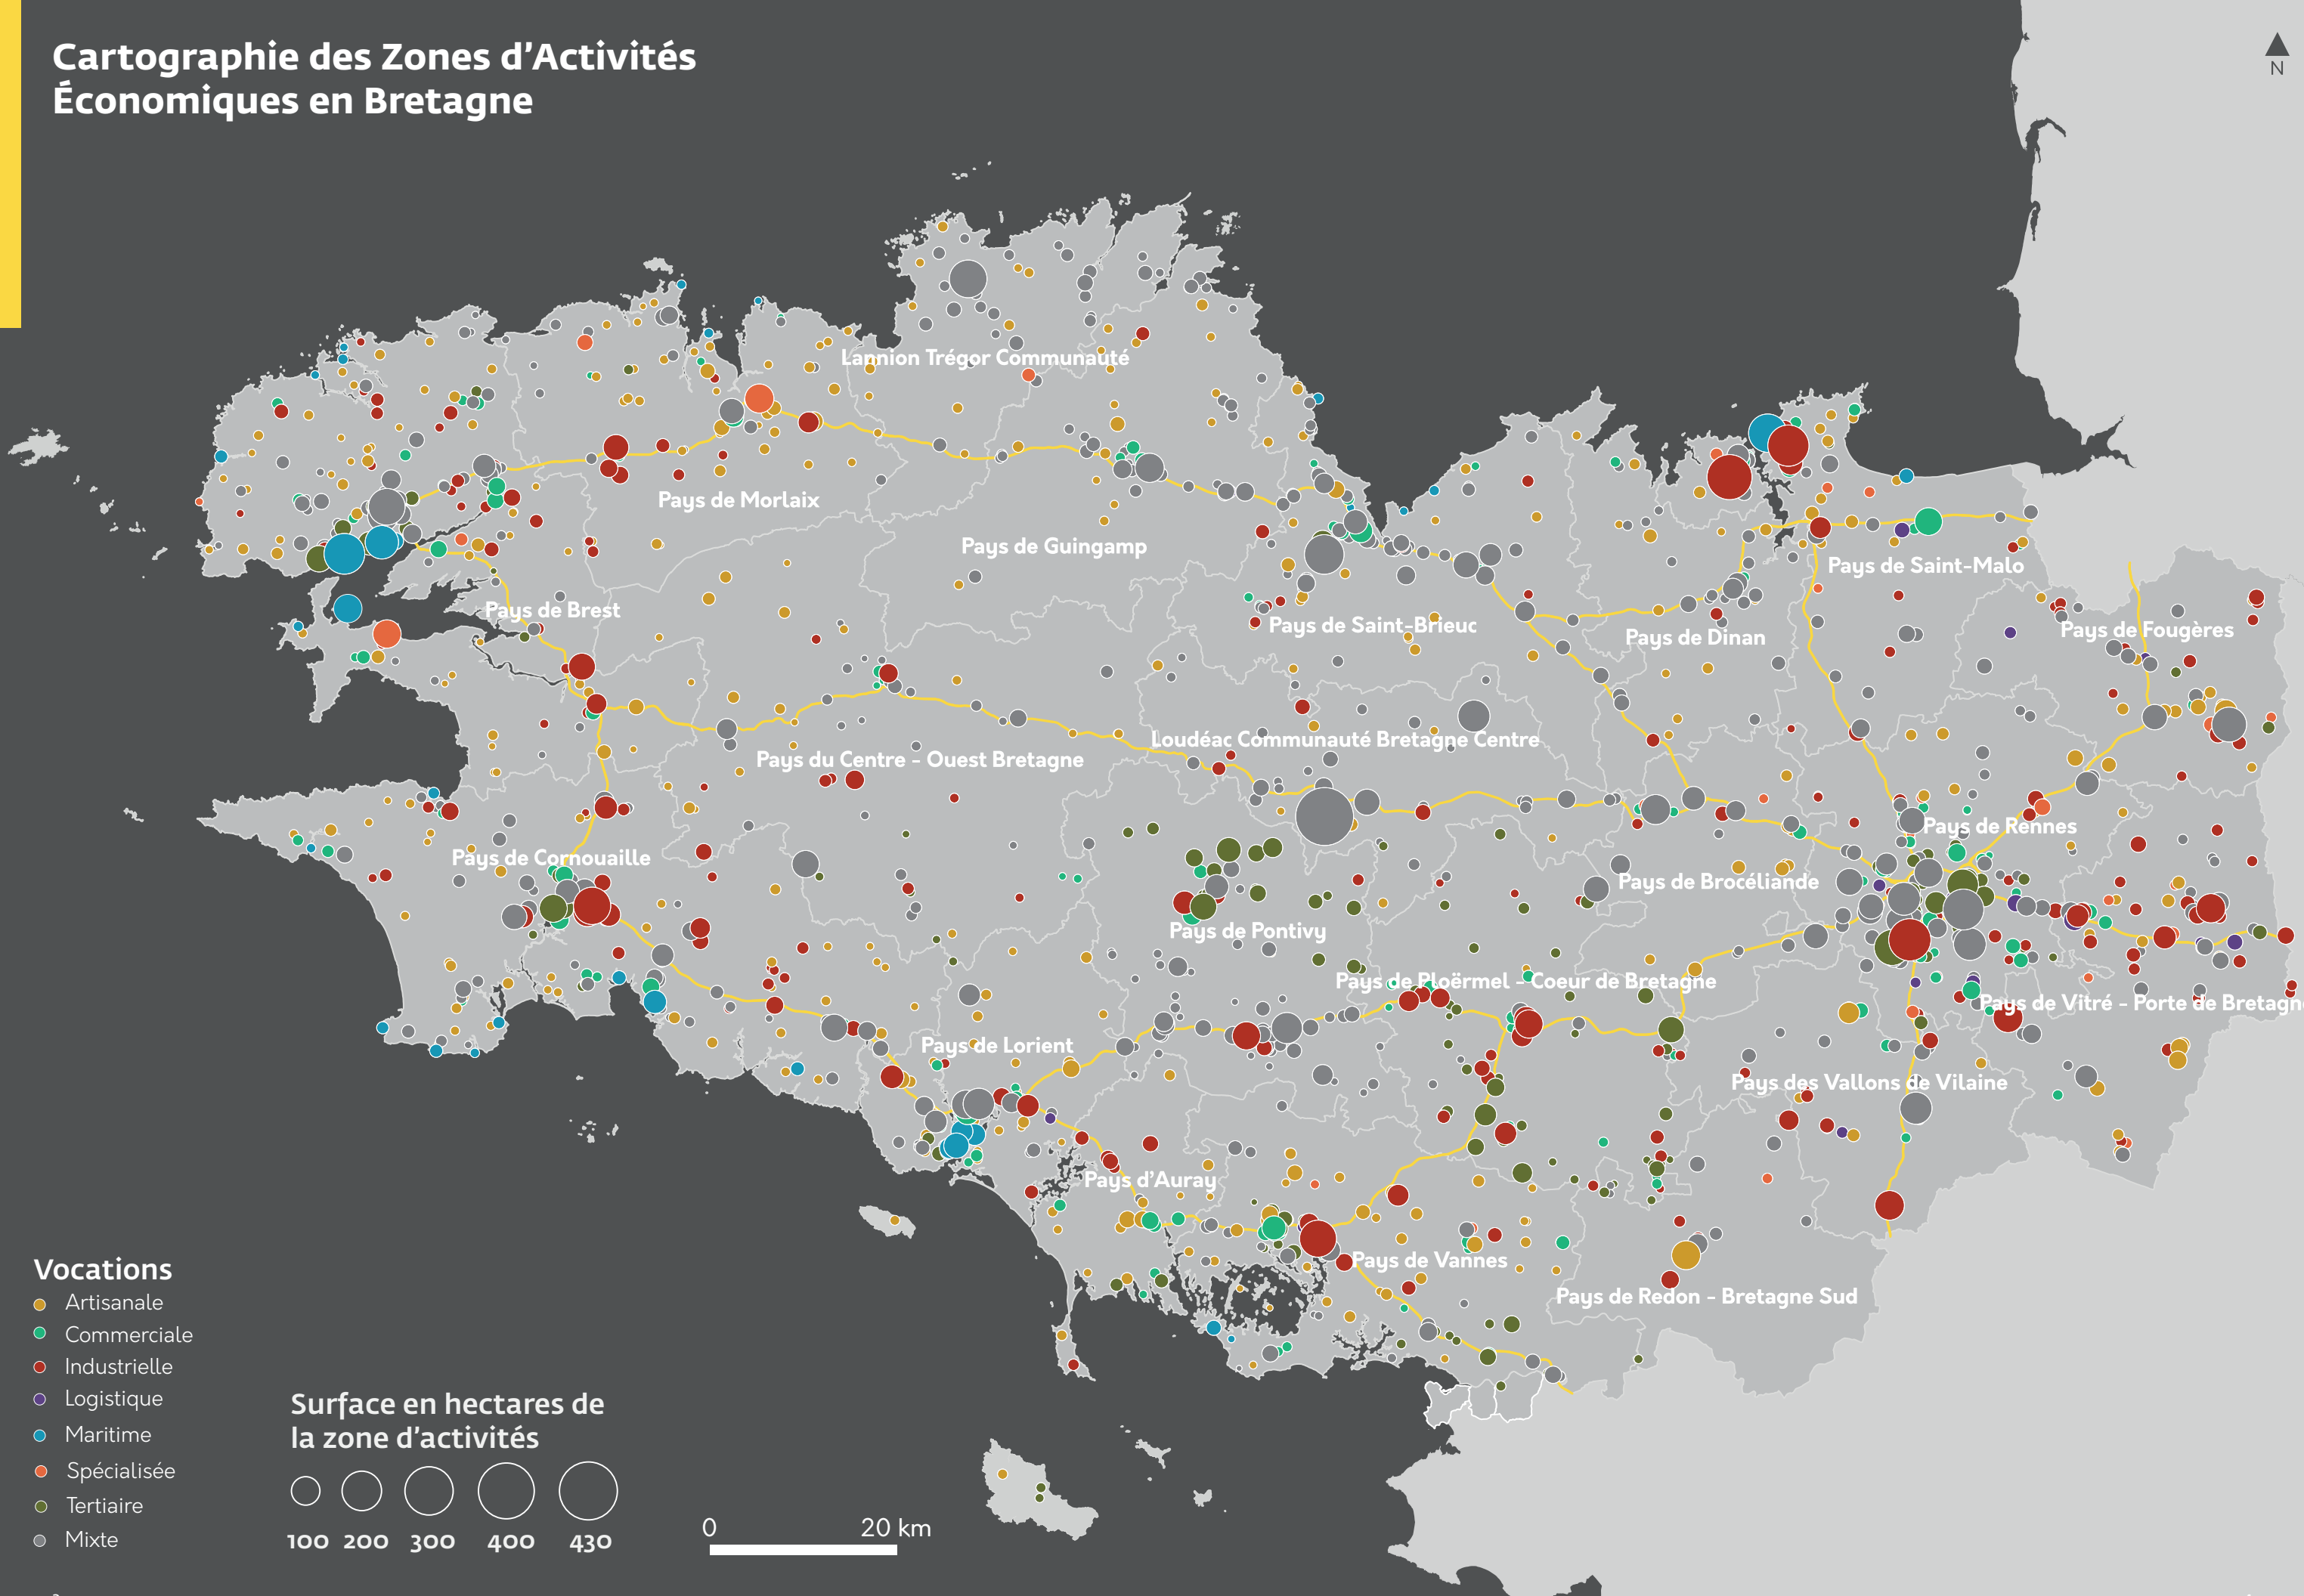 Cartographie des Zones d’Activités
Économiques en Bretagne
N
Lannion Trégor Communauté
Pays de Morlaix
Pays de Guingamp
Pays de Saint-Malo
Pays de Brest
Pays de Saint-Brieuc
Pays de Dinan
Pays de Fougères
Loudéac Communauté Bretagne Centre
Pays du Centre - Ouest Bretagne
Pays de Rennes
Pays de Cornouaille
Pays de Brocéliande
Pays de Pontivy
Pays de Ploërmel - Coeur de Bretagne
Pays de Vitré - Porte de Bretagne
Pays de Lorient
Pays des Vallons de Vilaine
Pays d’Auray
Pays de Vannes
Pays de Redon - Bretagne Sud
Vocations
Artisanale
Commerciale
Industrielle
Logistique
Maritime
Spécialisée
Tertiaire
Mixte
Surface en hectares de
la zone d’activités
100 200 300 400 430
0 20 km